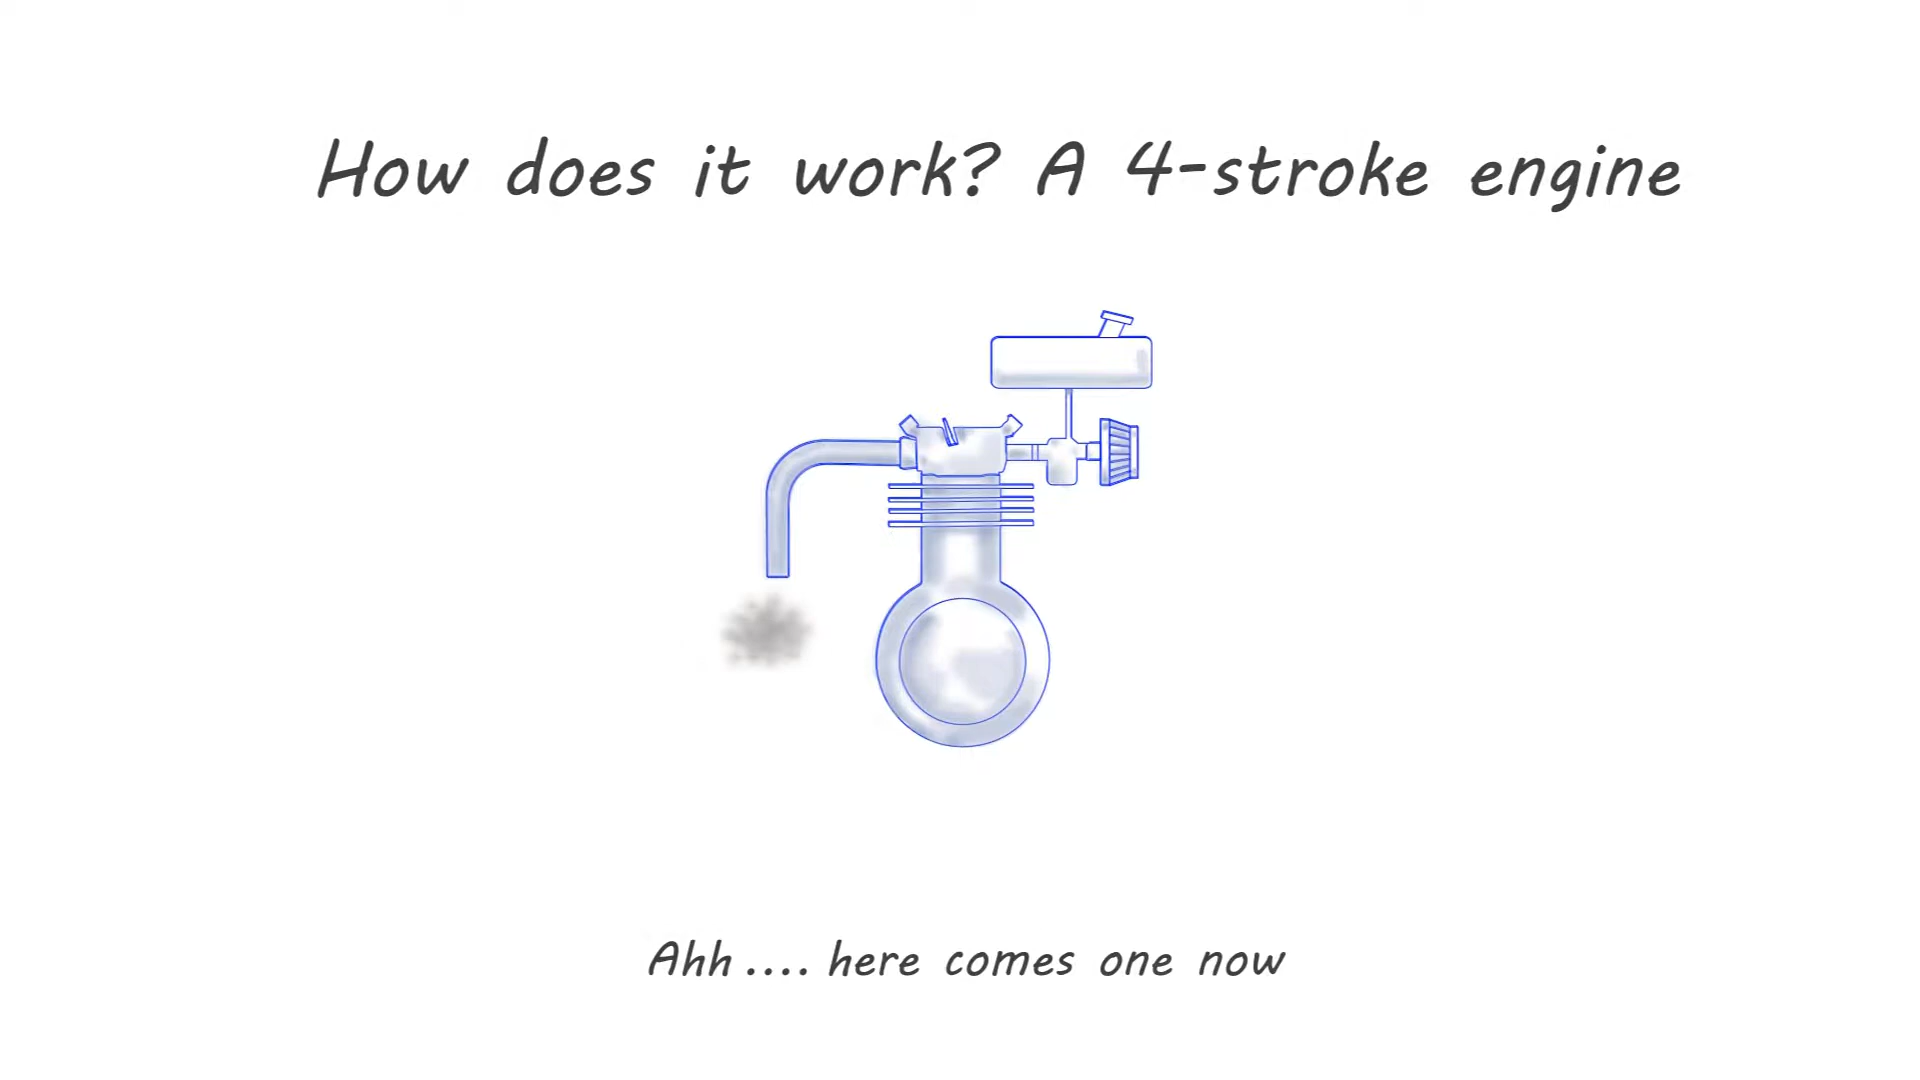 How does it work? A 4-stroke engine
Ahh .... here comes one now